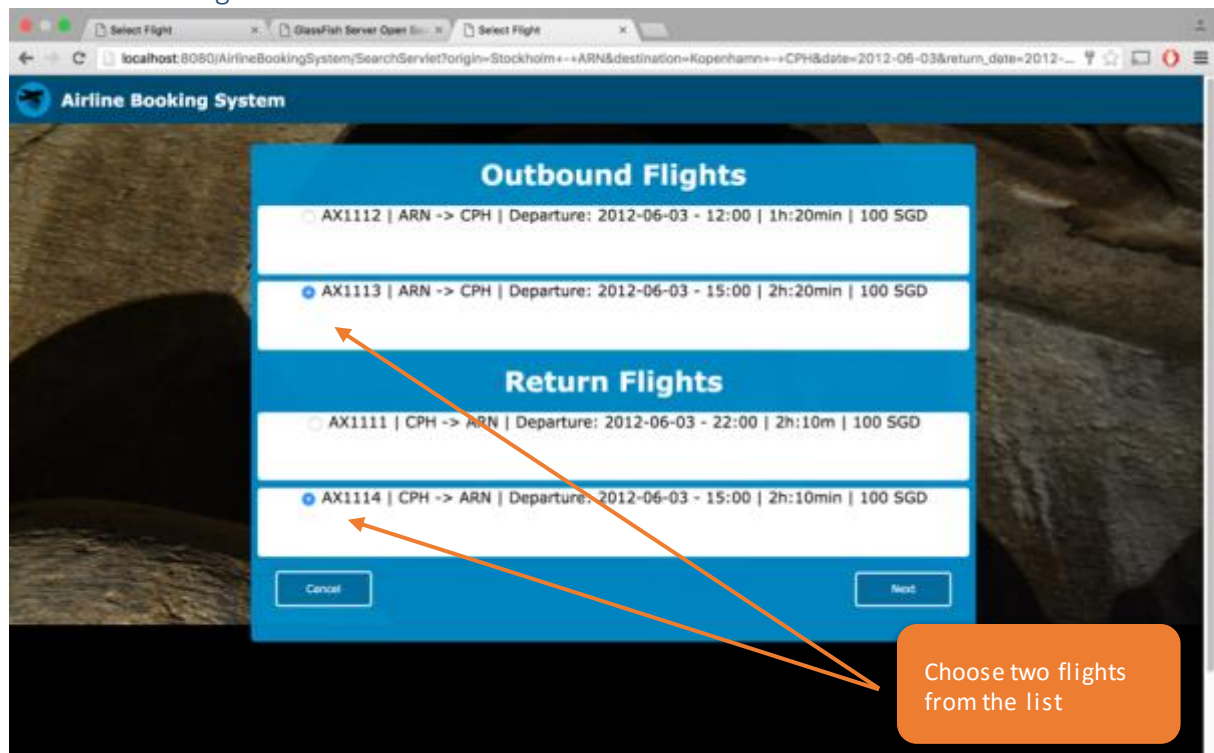 Select Flight
GlassFish Server Open
Select Flight
localhost:8080/AirlineBookingSystem/SearchServlet?origin=Stockholm+-+ARN&destination=Kopenhamn+-+CPH&date=2012-06-03&return_date=2012-...
Airline Booking System
Outbound Flights
AX1112 | ARN -> CPH | Departure: 2012-06-03 - 12:00 | 1h:20min | 100 SGD
AX1113 | ARN -> CPH | Departure: 2012-06-03 - 15:00 | 2h:20min | 100 SGD
Return Flights
AX1111 | CPH -> ARN | Departure: 2012-06-03 - 22:00 | 2h:10m | 100 SGD
AX1114 | CPH -> ARN | Departure: 2012-06-03 - 15:00 | 2h:10min | 100 SGD
Cancel
Next
Choose two flights
from the list